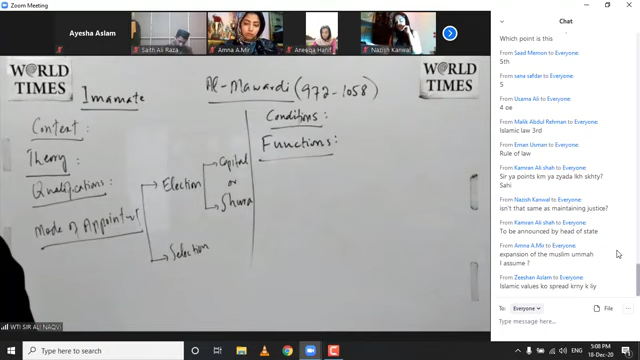 Zoom Meeting
Ayesha Aslam
Saith Ali Raza
Amna A.Mir
Aneeqa Hanif
Nazish Kanwal
W@RLD
TIMES
Imamate
Al-Mawardi (972-1058)
W@RLD
TIMES
Context:
Theory:
Qualifications:
Mode of Appoint-
Election
Capital
or
Shura
Selection
Conditions:
Functions:
WTI SIR ALI NAQVI
Chat
Which point is this
From Saad Memon to Everyone:
5th
From sana safdar to Everyone:
5
From Usama Ali to Everyone:
4 oe
From Malik Abdul Rehman to Everyone:
Islamic law 3rd
From Eman Usman to Everyone:
Rule of law
From Kamran Ali shah to Everyone:
Sir ya points km ya zyada lkh skhty?
Sahi
From Nazish Kanwal to Everyone:
isn't that same as maintaining justice?
From Kamran Ali shah to Everyone:
To be announced by head of state
From Amna A.Mir to Everyone:
expansion of the muslim ummah
I assume ?
From Zeeshan Aslam to Everyone:
Islamic values ko spread krny k liy
To: Everyone
File
Type message here...
Type here to search
5:08 PM
18-Dec-20